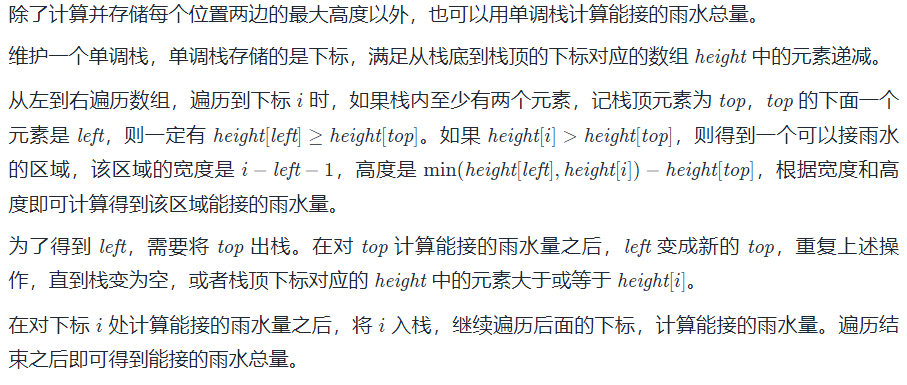 除了计算并存储每个位置两边的最大高度以外，也可以用单调栈计算能接的雨水总量。
维护一个单调栈，单调栈存储的是下标，满足从栈底到栈顶的下标对应的数组 height 中的元素递减。
从左到右遍历数组，遍历到下标 i 时，如果栈内至少有两个元素，记栈顶元素为 top，top 的下面一个
元素是 left，则一定有 height[left] ≥ height[top]。如果 height[i] > height[top]，则得到一个可以接雨水
的区域，该区域的宽度是 i − left − 1，高度是 min(height[left], height[i]) − height[top]，根据宽度和高
度即可计算得到该区域能接的雨水量。
为了得到 left，需要将 top 出栈。在对 top 计算能接的雨水量之后，left 变成新的 top，重复上述操
作，直到栈变为空，或者栈顶下标对应的 height 中的元素大于或等于 height[i]。
在对下标 i 处计算能接的雨水量之后，将 i 入栈，继续遍历后面的下标，计算能接的雨水量。遍历结
束之后即可得到能接的雨水总量。